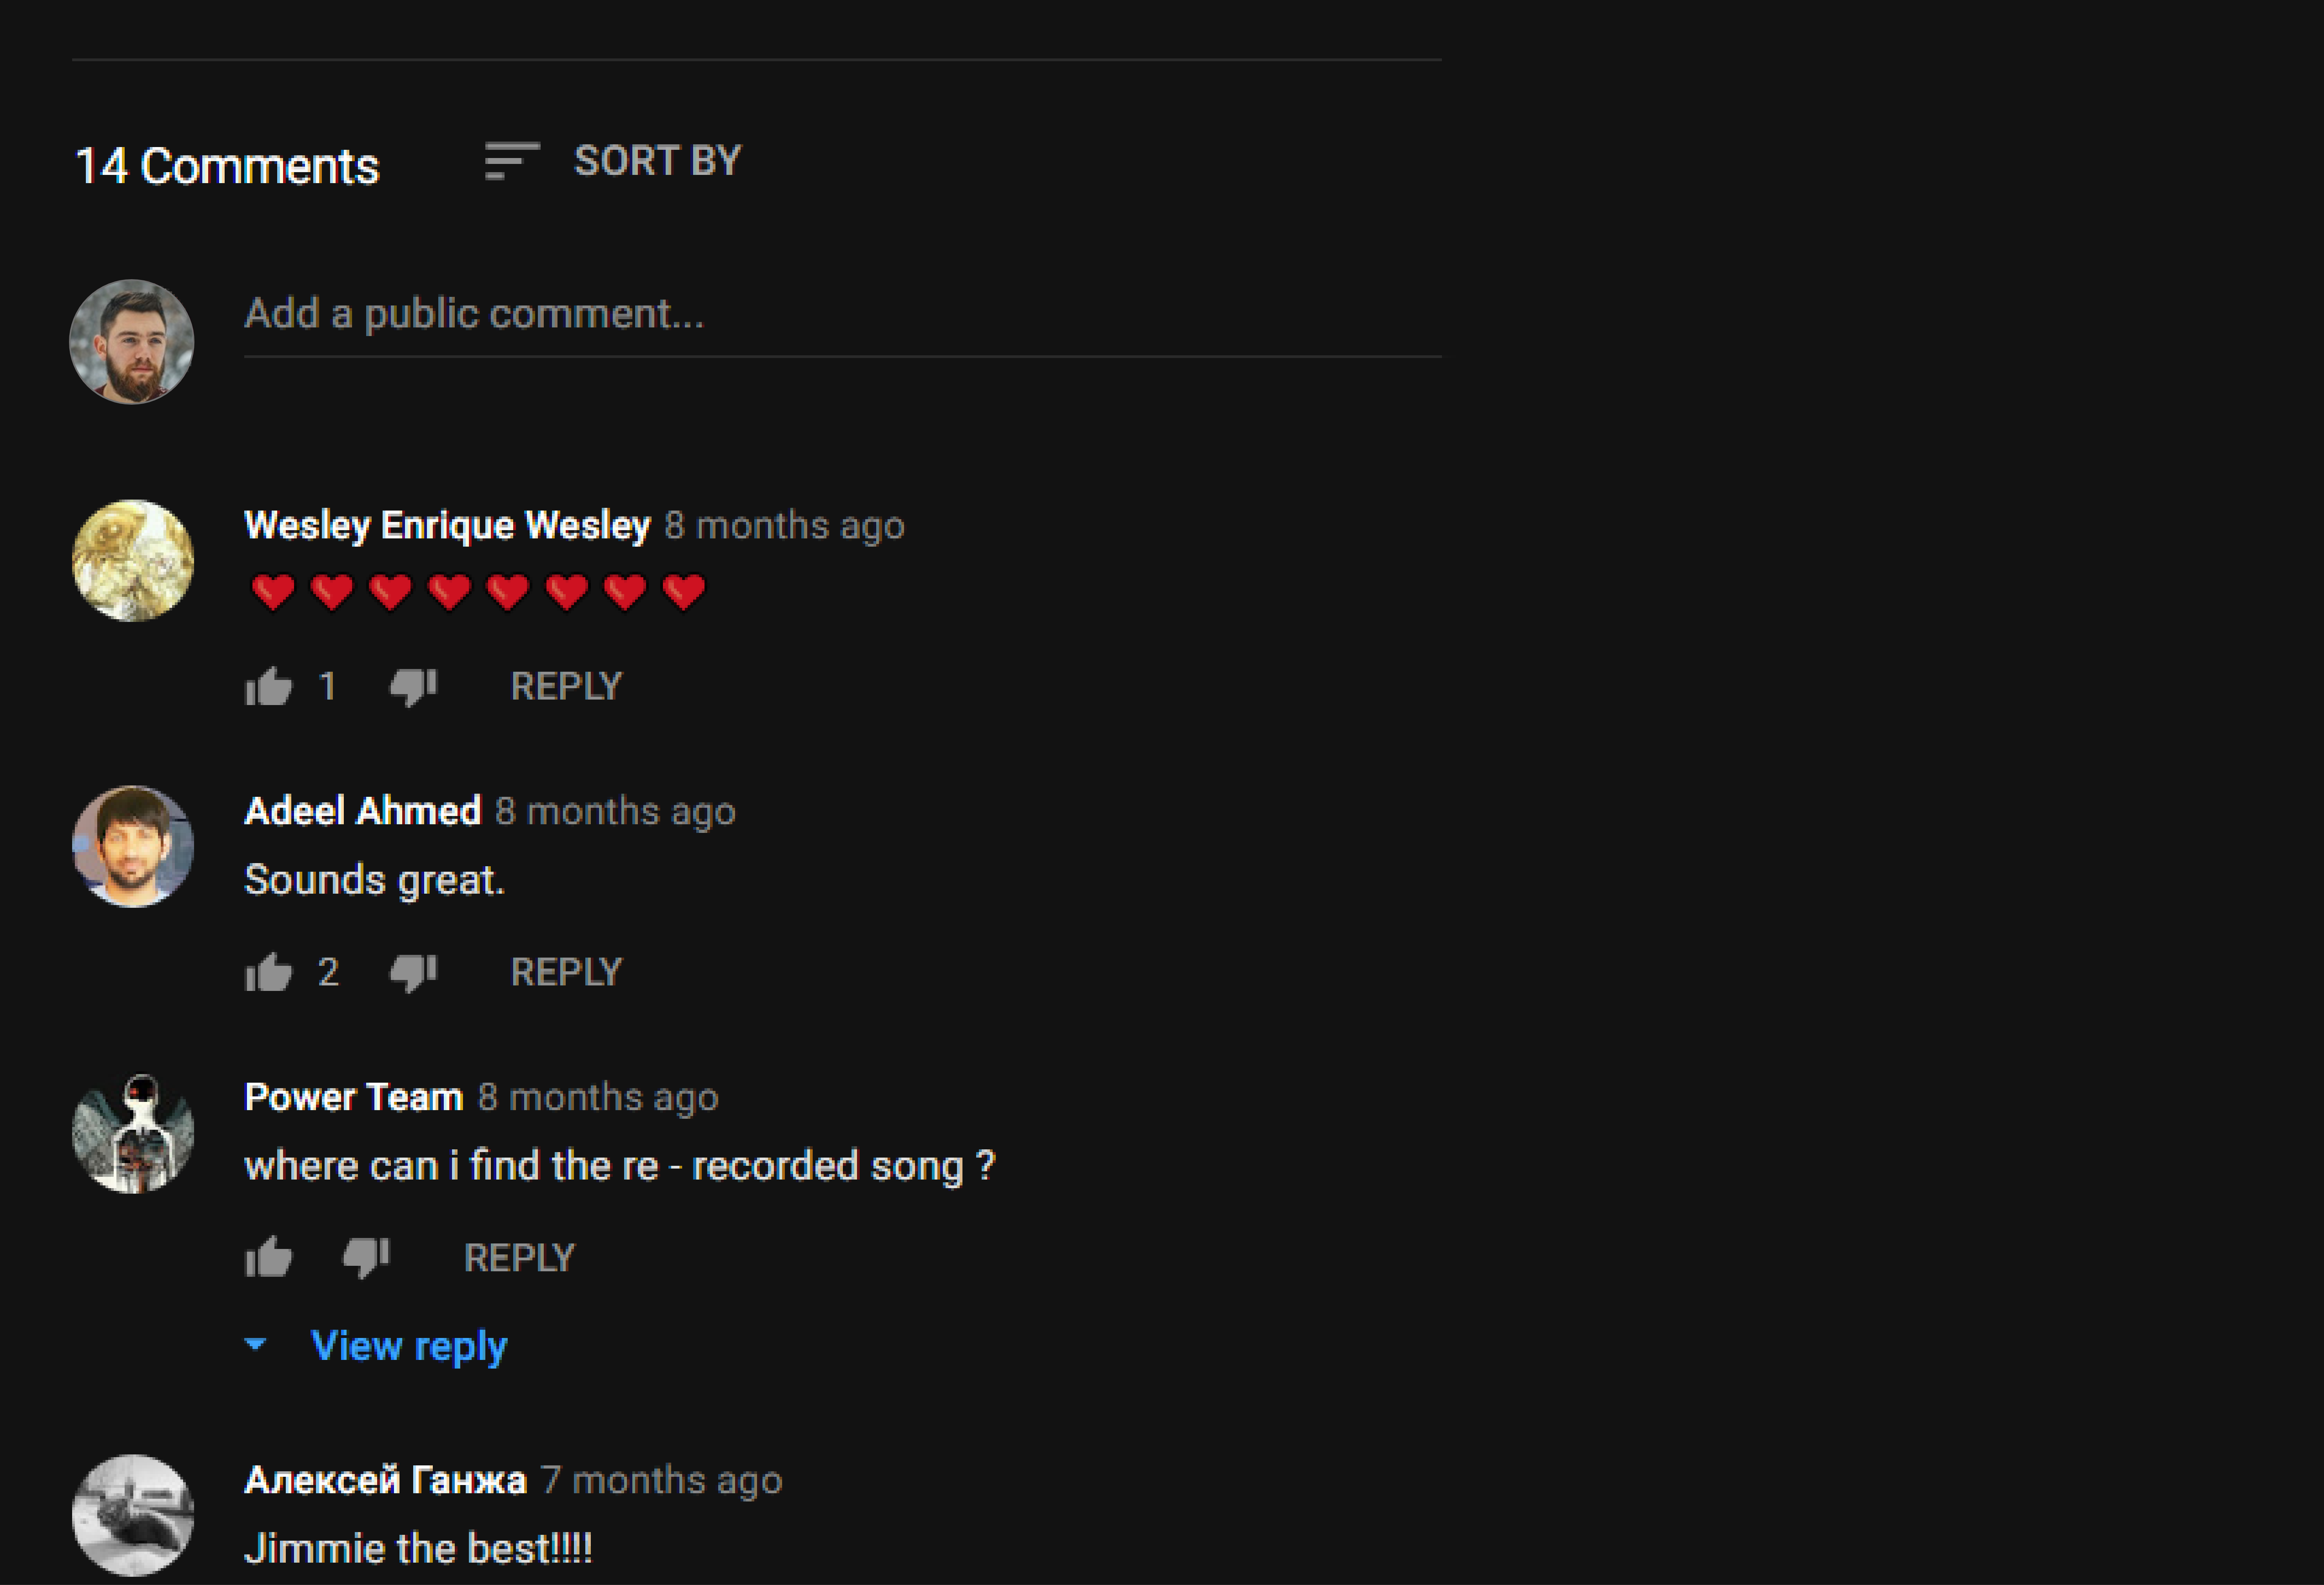 14 Comments SORT BY
Add a public comment...
Wesley Enrique Wesley 8 months ago
❤❤❤❤❤❤❤❤
1 REPLY
Adeel Ahmed 8 months ago
Sounds great.
2 REPLY
Power Team 8 months ago
where can i find the re - recorded song ?
REPLY
View reply
Алексей Ганжа 7 months ago
Jimmie the best!!!!